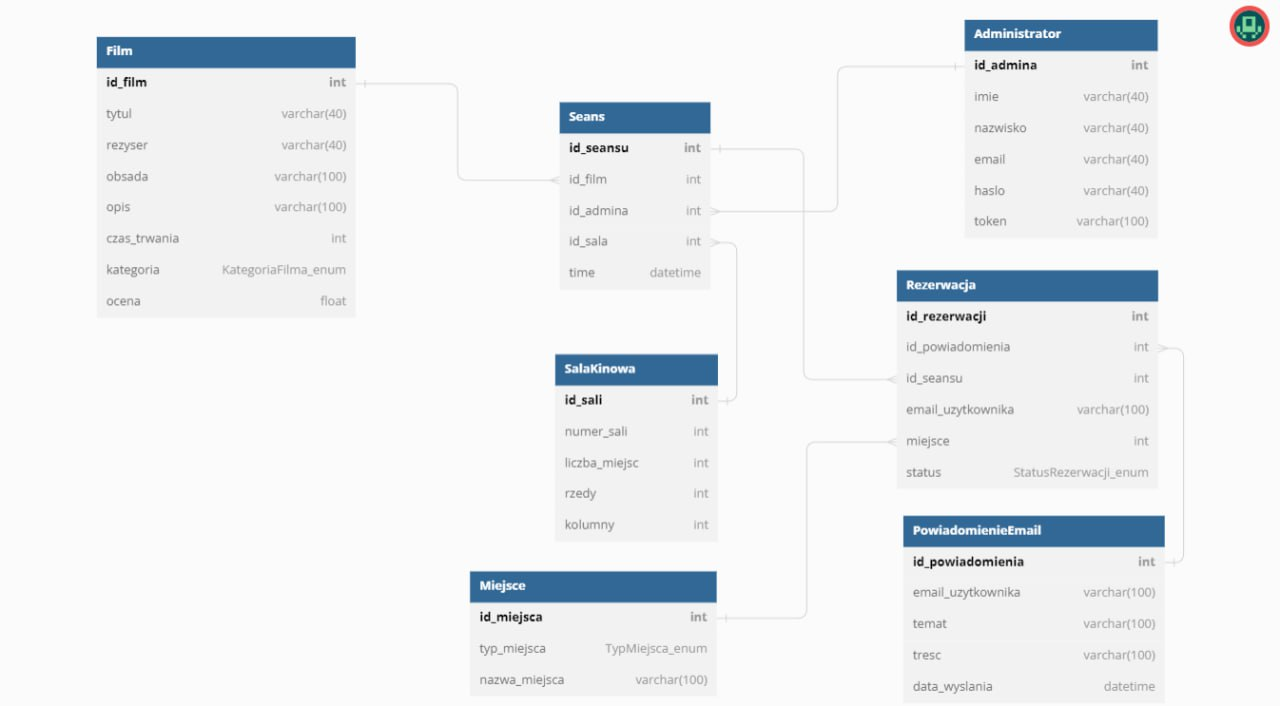 Film
id_film int
tytul varchar(40)
rezyser varchar(40)
obsada varchar(100)
opis varchar(100)
czas_trwania int
kategoria KategoriaFilma_enum
ocena float
Seans
id_seansu int
id_film int
id_admina int
id_sala int
time datetime
Administrator
id_admina int
imie varchar(40)
nazwisko varchar(40)
email varchar(40)
haslo varchar(40)
token varchar(100)
SalaKinowa
id_sali int
numer_sali int
liczba_miejsc int
rzedy int
kolumny int
Rezerwacja
id_rezerwacji int
id_powiadomienia int
id_seansu int
email_uzytkownika varchar(100)
miejsce int
status StatusRezerwacji_enum
Miejsce
id_miejsca int
typ_miejsca TypMiejsca_enum
nazwa_miejsca varchar(100)
PowiadomienieEmail
id_powiadomienia int
email_uzytkownika varchar(100)
temat varchar(100)
tresc varchar(100)
data_wyslania datetime